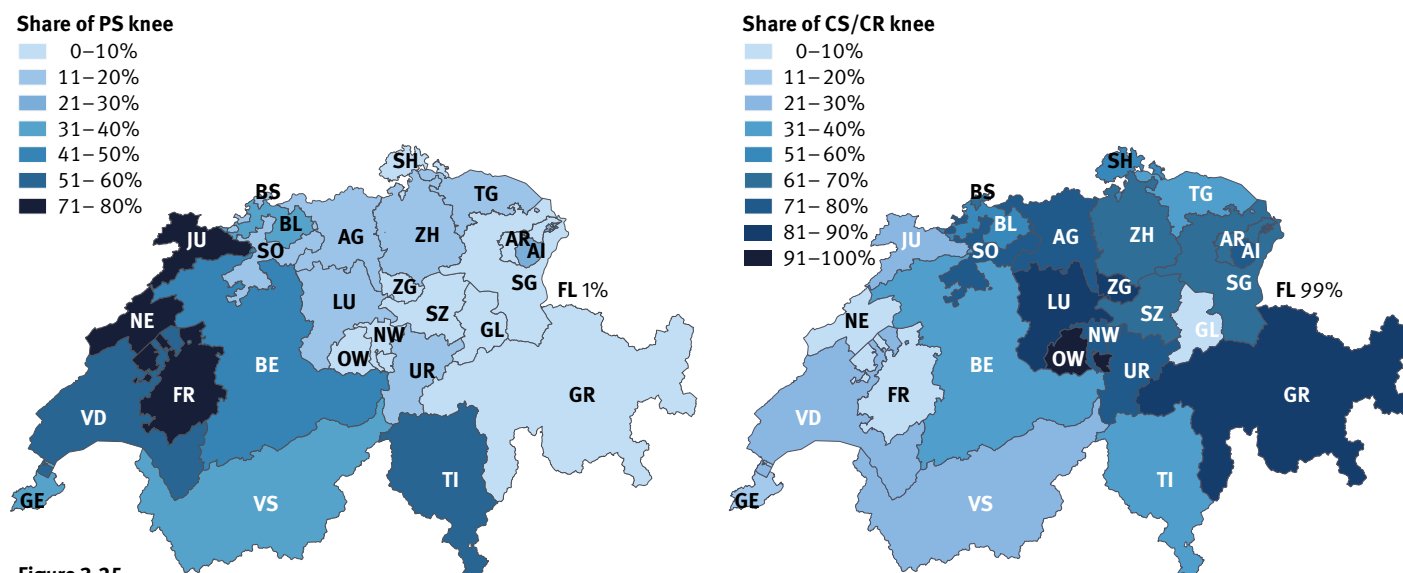 Share of PS knee
0–10%
11–20%
21–30%
31–40%
41–50%
51–60%
71–80%
SH
BS
TG
BL
JU
AG
ZH
AR
AI
SO
SG
ZG
FL 1%
LU
SZ
NE
NW
GL
OW
BE
UR
FR
GR
VD
TI
GE
VS
Share of CS/CR knee
0–10%
11–20%
21–30%
31–40%
51–60%
61–70%
71–80%
81–90%
91–100%
SH
BS
TG
BL
JU
AG
ZH
AR
AI
SO
SG
ZG
FL 99%
LU
SZ
NE
NW
GL
OW
BE
UR
FR
GR
VD
TI
GE
VS